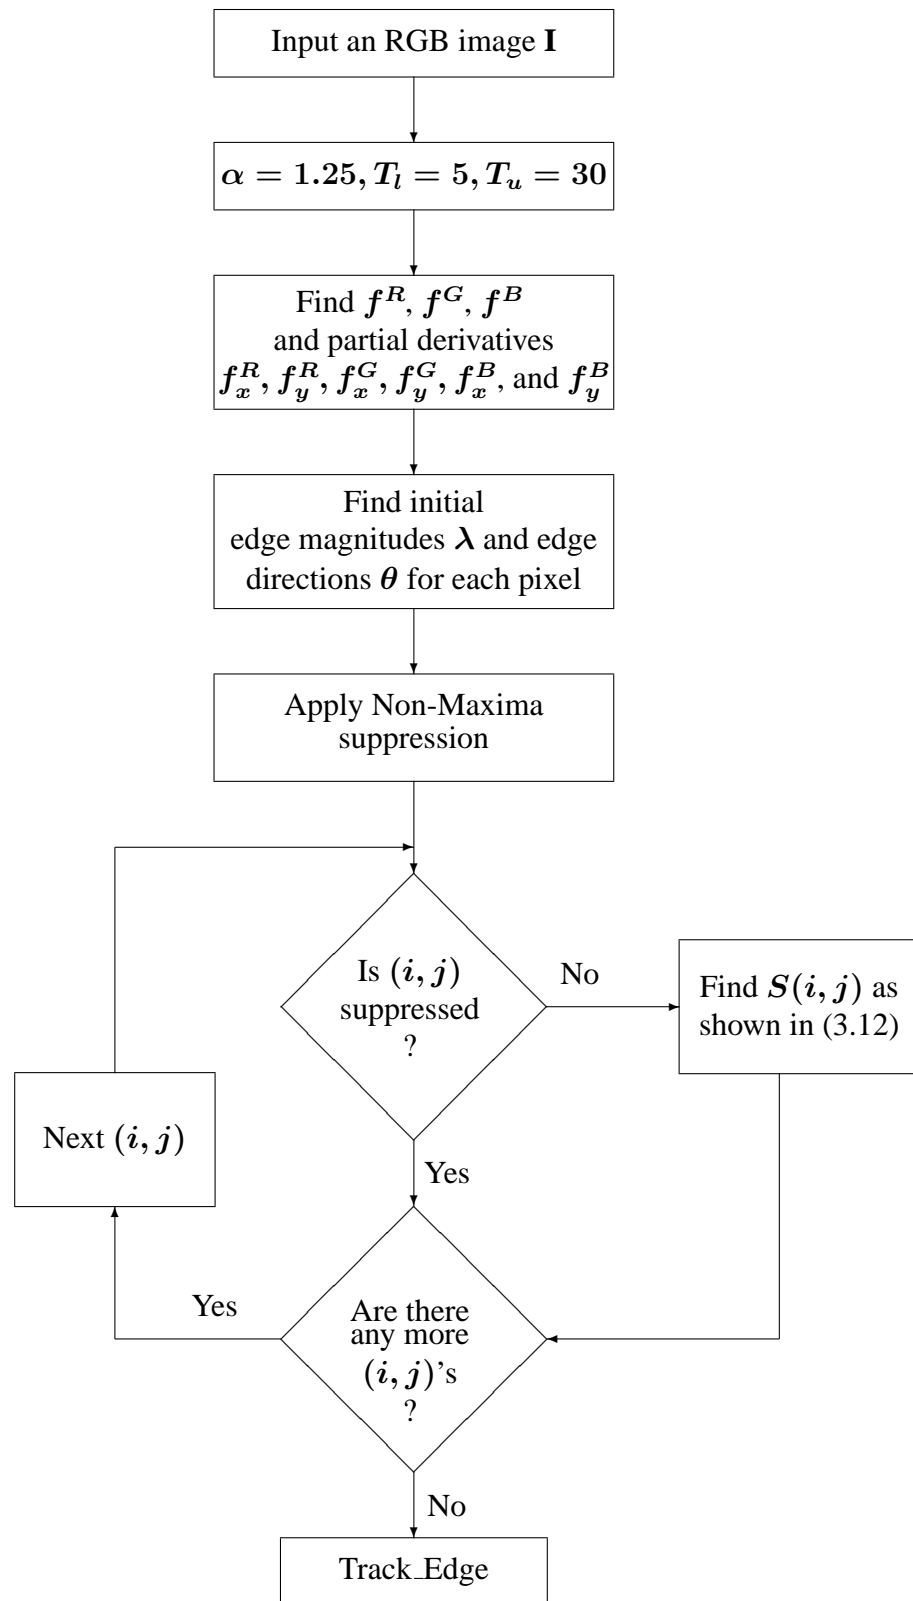 Input an RGB image I
α = 1.25, T_l = 5, T_u = 30
Find f^R, f^G, f^B
and partial derivatives
f_x^R, f_y^R, f_x^G, f_y^G, f_x^B, and f_y^B
Find initial
edge magnitudes λ and edge
directions θ for each pixel
Apply Non-Maxima
suppression
Is (i, j)
suppressed
?
No
Find S(i, j) as
shown in (3.12)
Next (i, j)
Yes
Yes
Are there
any more
(i, j)'s
?
No
Track_Edge